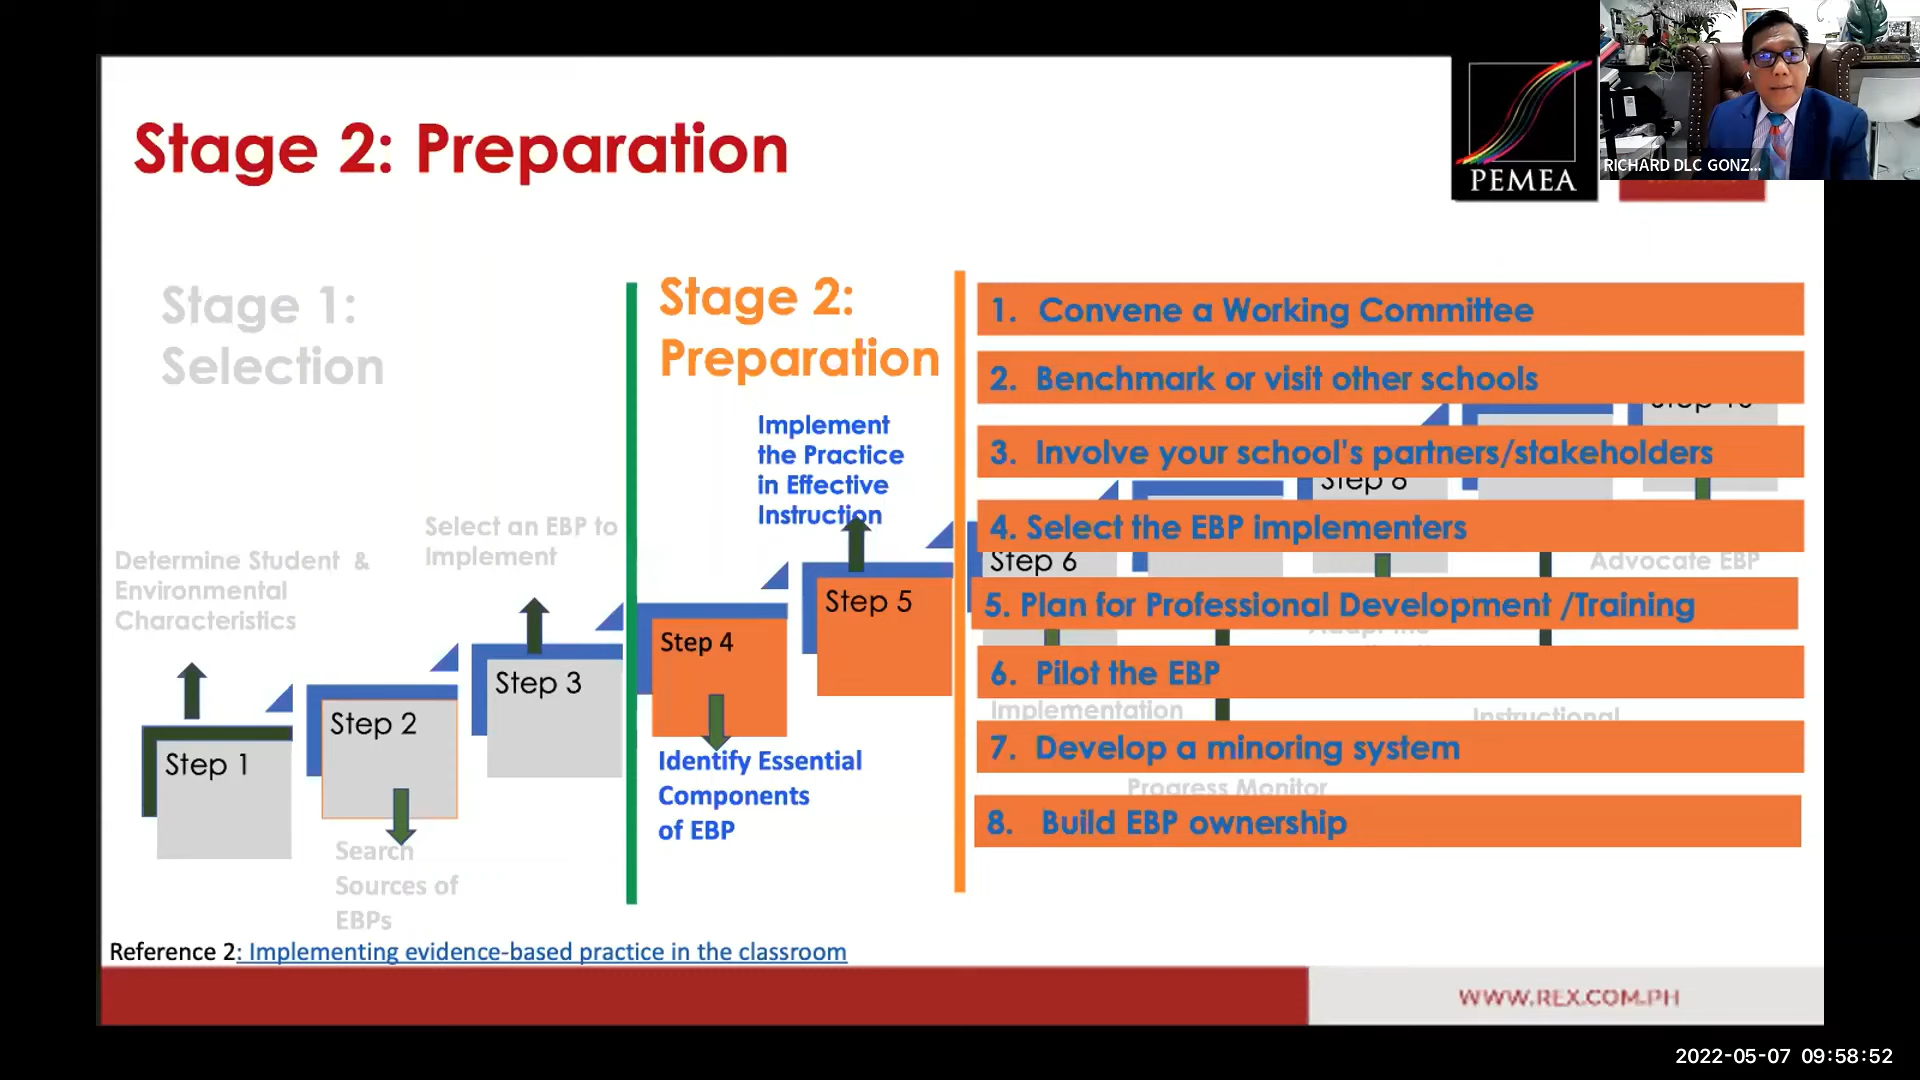 Stage 2: Preparation
PEMEA
RICHARD DLC GONZ...
Stage 1:
Selection
Stage 2:
Preparation
1. Convene a Working Committee
2. Benchmark or visit other schools
3. Involve your school's partners/stakeholders
4. Select the EBP implementers
5. Plan for Professional Development /Training
6. Pilot the EBP
7. Develop a minoring system
8. Build EBP ownership
Implement
the Practice
in Effective
Instruction
Select an EBP to
Implement
Determine Student &
Environmental
Characteristics
Step 1
Step 2
Step 3
Step 4
Step 5
Step 6
Step 8
Step 10
Advocate EBP
Implementation
Instructional
Progress Monitor
Identify Essential
Components
of EBP
Search
Sources of
EBPs
Reference 2: Implementing evidence-based practice in the classroom
WWW.REX.COM.PH
2022-05-07 09:58:52